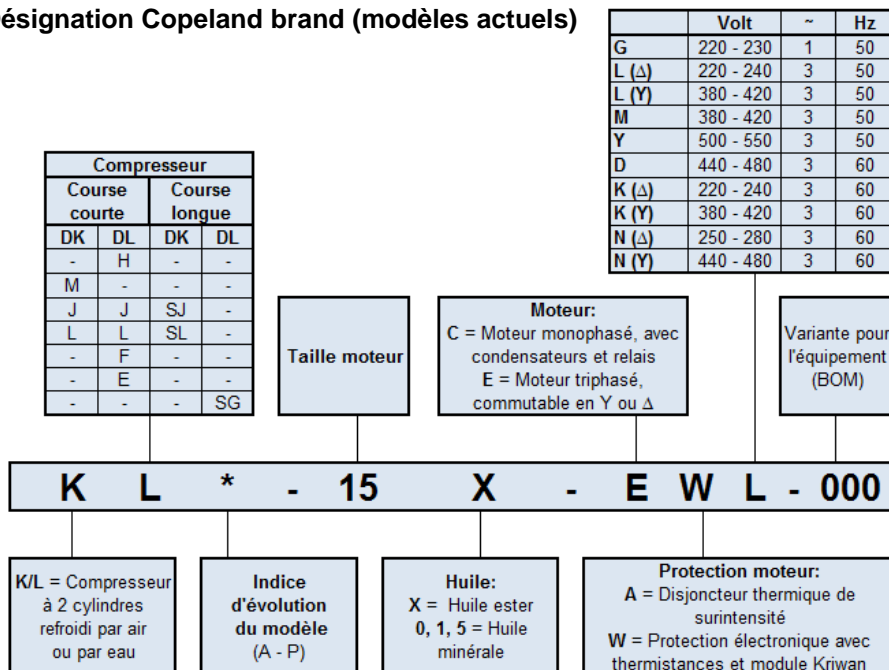 ésignation Copeland brand (modèles actuels)
Volt ~ Hz
G 220 - 230 1 50
L (Δ) 220 - 240 3 50
L (Y) 380 - 420 3 50
M 380 - 420 3 50
Y 500 - 550 3 50
D 440 - 480 3 60
K (Δ) 220 - 240 3 60
K (Y) 380 - 420 3 60
N (Δ) 250 - 280 3 60
N (Y) 440 - 480 3 60
Compresseur
Course courte Course longue
DK DL DK DL
- H - -
M - - -
J J SJ -
L L SL -
- F - -
- E - -
- - - SG
Taille moteur
Moteur:
C = Moteur monophasé, avec
condensateurs et relais
E = Moteur triphasé,
commutable en Y ou Δ
Variante pour
l'équipement
(BOM)
K L * - 15 X - E W L - 000
K/L = Compresseur
à 2 cylindres
refroidi par air
ou par eau
Indice
d'évolution
du modèle
(A - P)
Huile:
X = Huile ester
0, 1, 5 = Huile
minérale
Protection moteur:
A = Disjoncteur thermique de
surintensité
W = Protection électronique avec
thermistances et module Kriwan